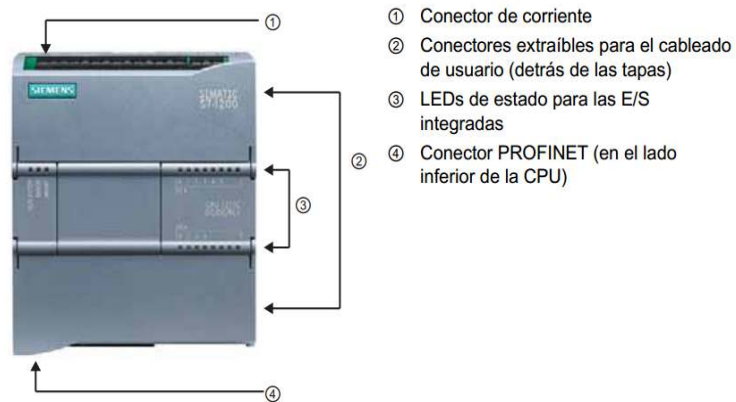 ① Conector de corriente
② Conectores extraíbles para el cableado
de usuario (detrás de las tapas)
③ LEDs de estado para las E/S
integradas
④ Conector PROFINET (en el lado
inferior de la CPU)
①
SIEMENS
SIMATIC
S7-1200
②
③
④